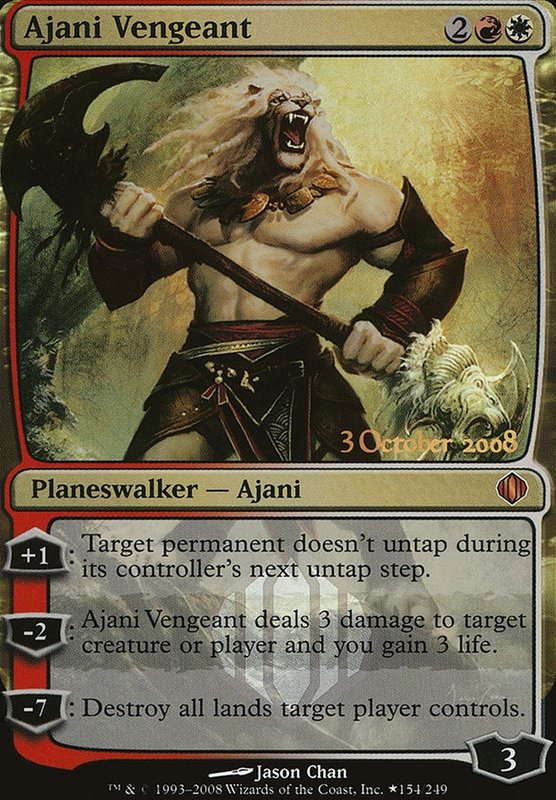 Ajani Vengeant 2
3 October 2008
Planeswalker — Ajani
+1: Target permanent doesn't untap during
its controller's next untap step.
-2: Ajani Vengeant deals 3 damage to target
creature or player and you gain 3 life.
-7: Destroy all lands target player controls.
3
Jason Chan
™ & © 1993-2008 Wizards of the Coast, Inc. ★154/249